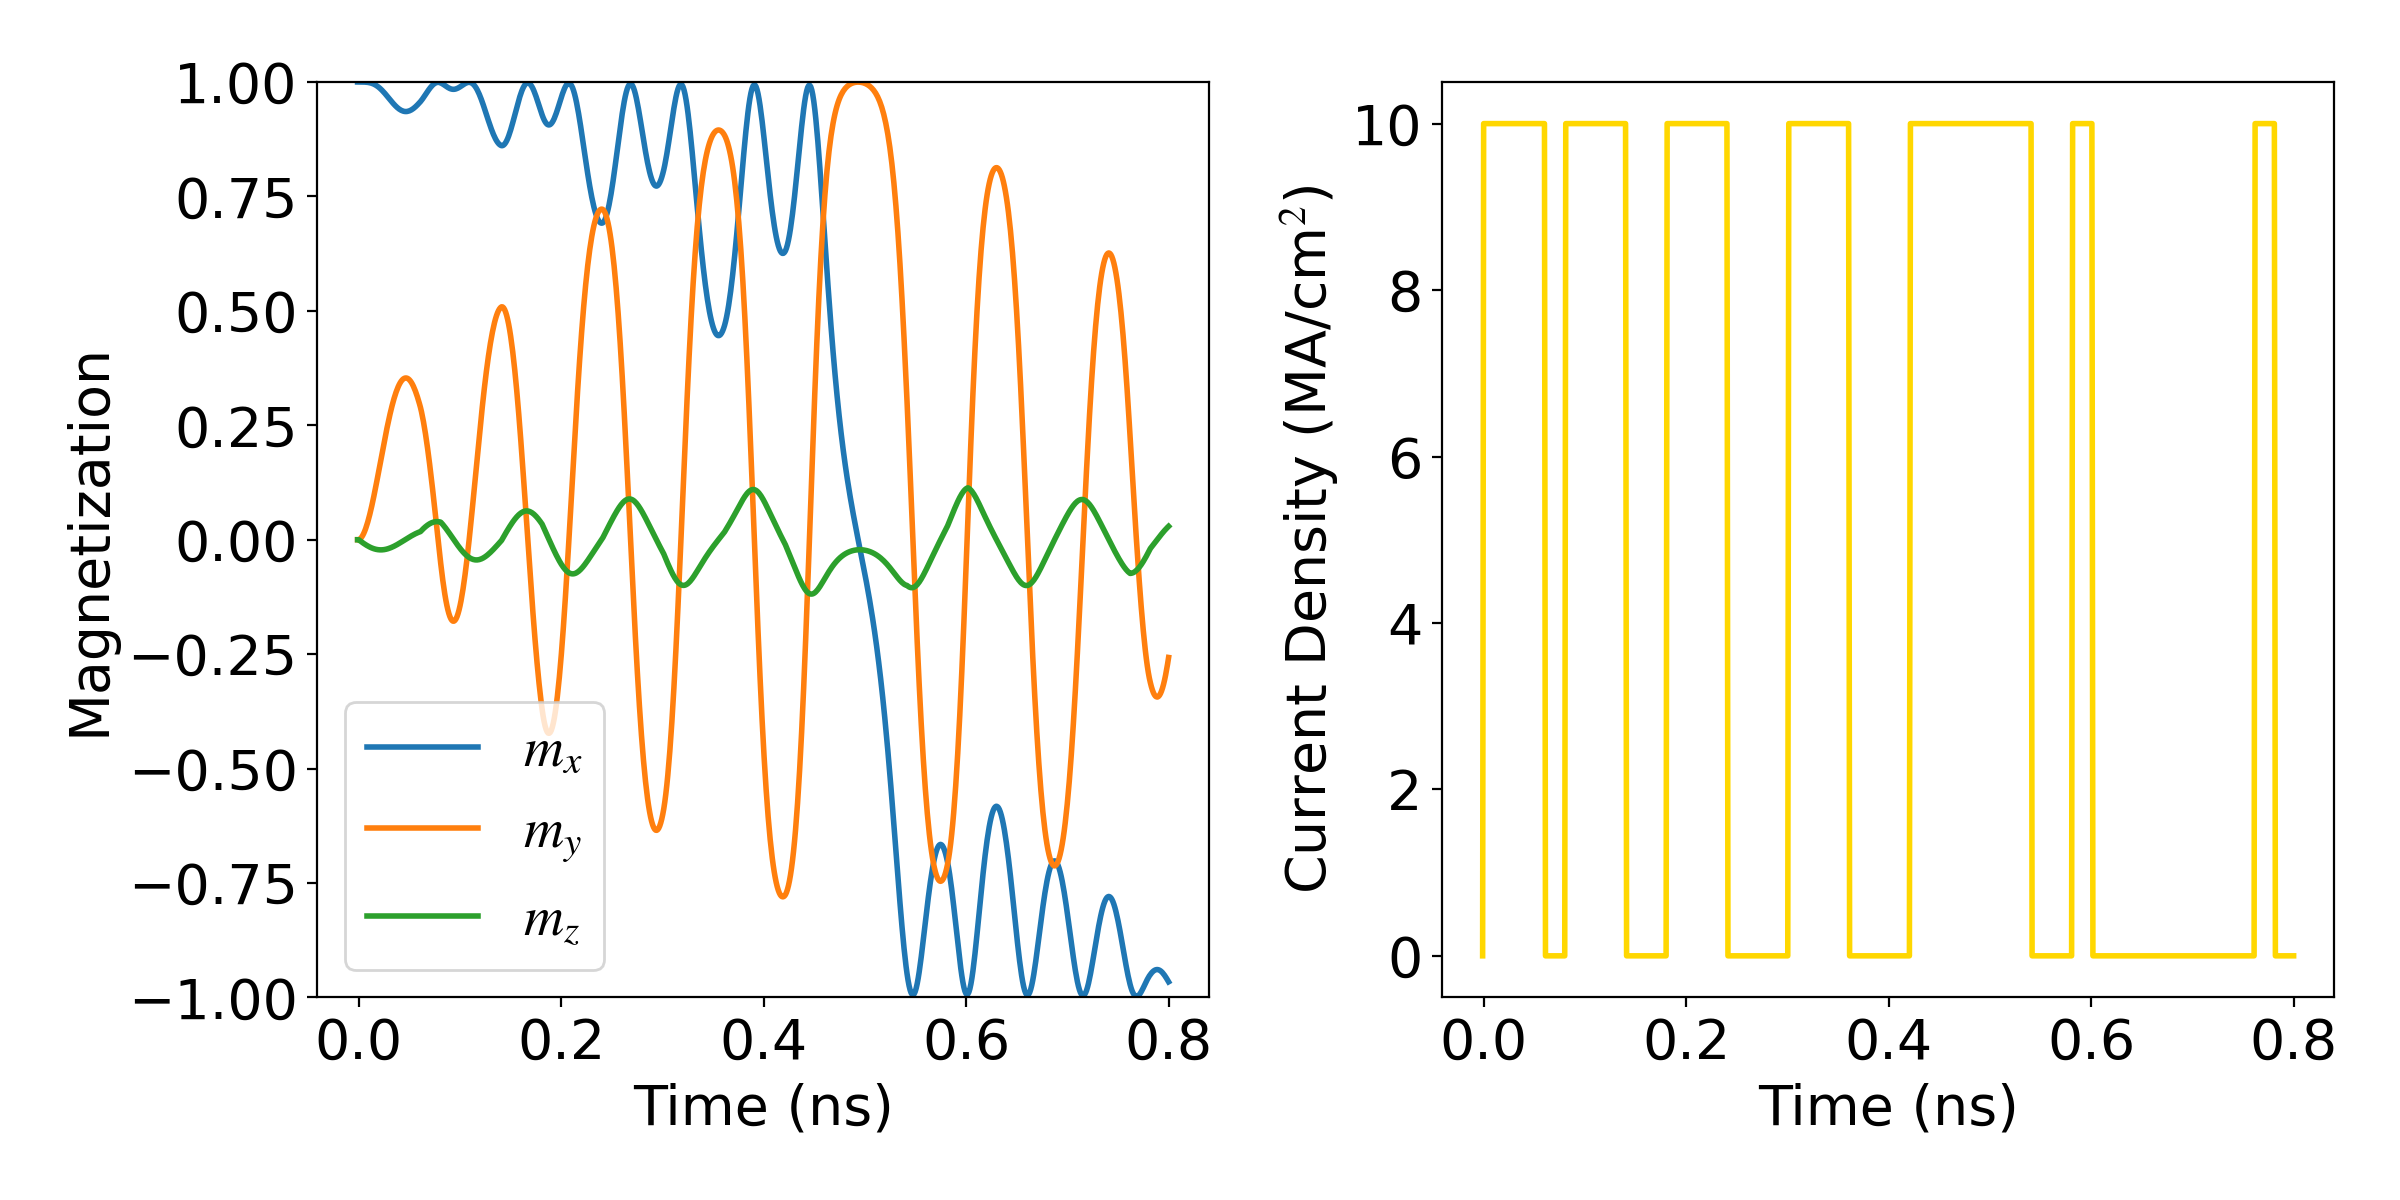 1.00
0.75
0.50
0.25
0.00
−0.25
−0.50
−0.75
−1.00
Magnetization
m_x
m_y
m_z
0.0 0.2 0.4 0.6 0.8
Time (ns)
10
8
6
4
2
0
Current Density (MA/cm²)
0.0 0.2 0.4 0.6 0.8
Time (ns)